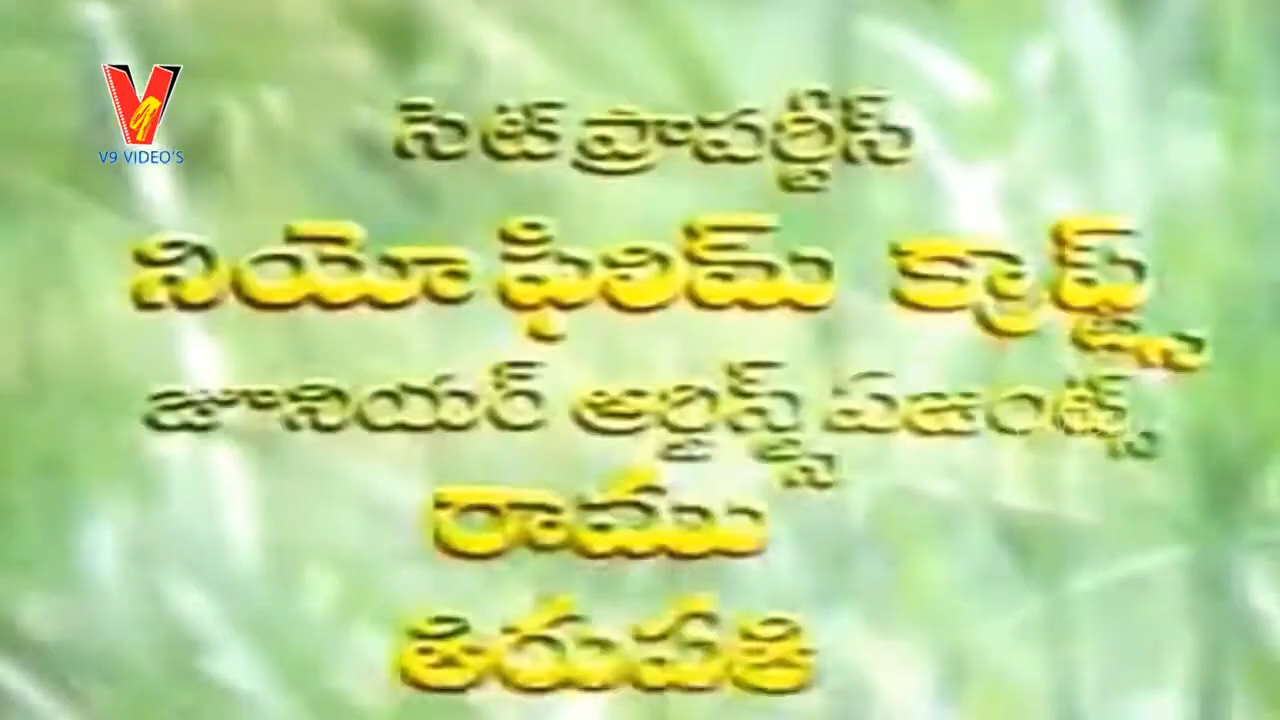 V9 VIDEO'S
సెట్ ప్రాపర్టీస్
నియో ఫిలిమ్ క్రాఫ్ట్స్
జూనియర్ ఆర్టిస్ట్స్ ఏజంట్స్
రాము
తిరుపతి